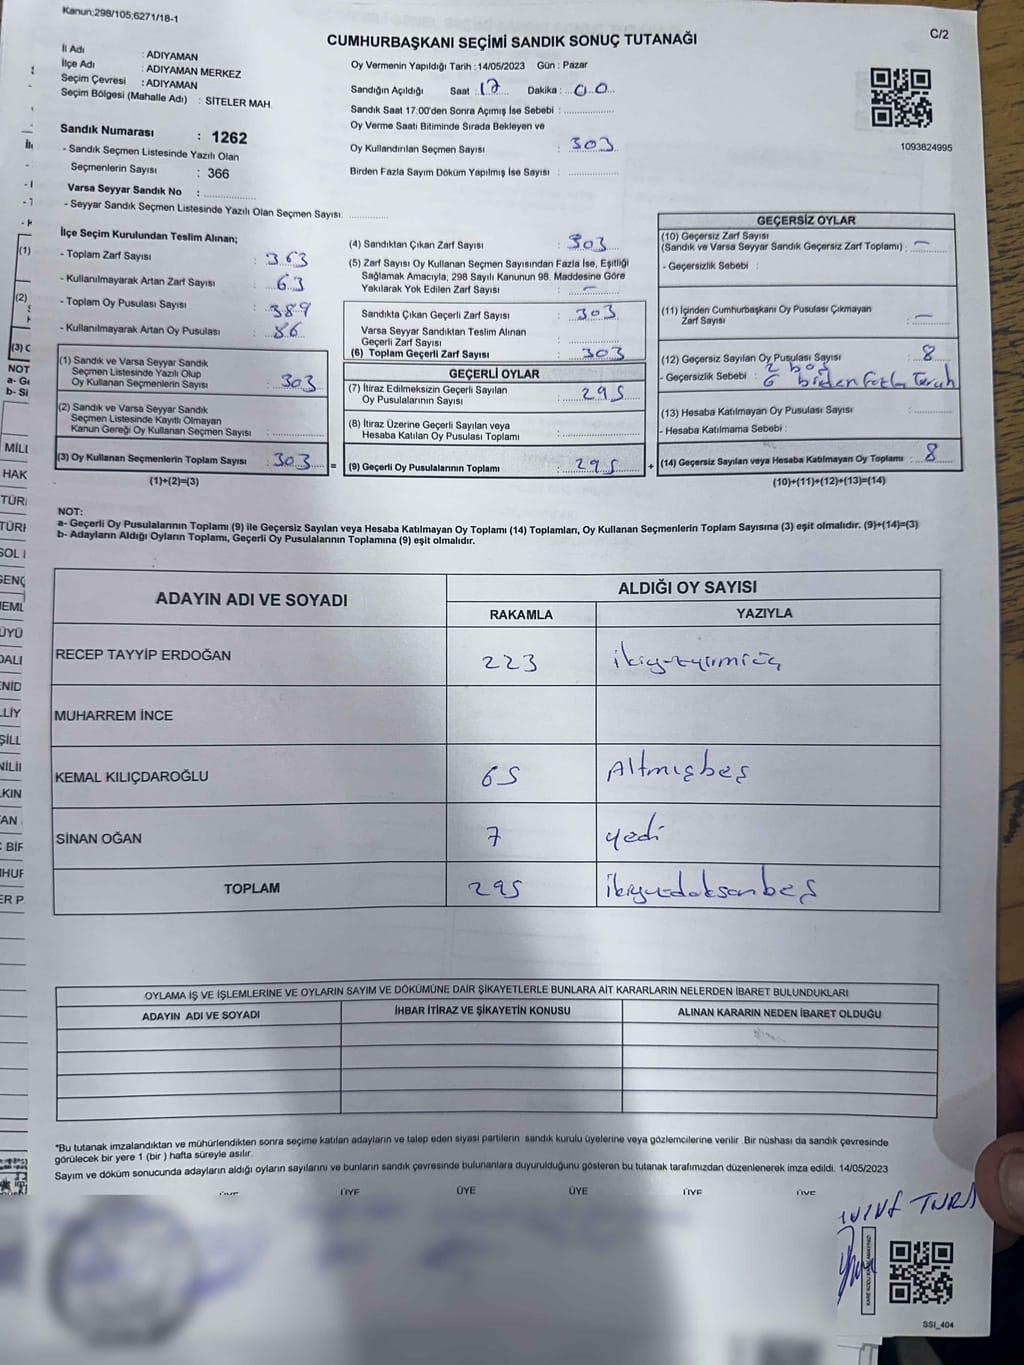 Kanun:298/105,6271/18-1
C/2
CUMHURBAŞKANI SEÇİMİ SANDIK SONUÇ TUTANAĞI
İl Adı : ADIYAMAN
İlçe Adı : ADIYAMAN MERKEZ
Seçim Çevresi : ADIYAMAN
Seçim Bölgesi (Mahalle Adı) : SİTELER MAH.
Oy Vermenin Yapıldığı Tarih :14/05/2023 Gün : Pazar
Sandığın Açıldığı Saat : 17 Dakika : 00
Sandık Saat 17:00'den Sonra Açımış İse Sebebi :
Oy Verme Saati Bitiminde Sırada Bekleyen ve
Oy Kullandırılan Seçmen Sayısı : 303
Birden Fazla Sayım Döküm Yapılmış İse Sayısı :
1093824995
Sandık Numarası : 1262
- Sandık Seçmen Listesinde Yazılı Olan
Seçmenlerin Sayısı : 366
Varsa Seyyar Sandık No :
- Seyyar Sandık Seçmen Listesinde Yazılı Olan Seçmen Sayısı:
İlçe Seçim Kurulundan Teslim Alınan;
- Toplam Zarf Sayısı : 363
- Kullanılmayarak Artan Zarf Sayısı : 63
- Toplam Oy Pusulası Sayısı : 389
- Kullanılmayarak Artan Oy Pusulası : 86
(1) Sandık ve Varsa Seyyar Sandık
Seçmen Listesinde Yazılı Olup
Oy Kullanan Seçmenlerin Sayısı : 303
(2) Sandık ve Varsa Seyyar Sandık
Seçmen Listesinde Kayıtlı Olmayan
Kanun Gereği Oy Kullanan Seçmen Sayısı :
(3) Oy Kullanan Seçmenlerin Toplam Sayısı : 303 =
(1)+(2)=(3)
(4) Sandıktan Çıkan Zarf Sayısı : 303
(5) Zarf Sayısı Oy Kullanan Seçmen Sayısından Fazla İse, Eşitliği
Sağlamak Amacıyla; 298 Sayılı Kanunun 98. Maddesine Göre
Yakılarak Yok Edilen Zarf Sayısı : -
Sandıkta Çıkan Geçerli Zarf Sayısı : 303
Varsa Seyyar Sandıktan Teslim Alınan
Geçerli Zarf Sayısı :
(6) Toplam Geçerli Zarf Sayısı : 303
GEÇERLİ OYLAR
(7) İtiraz Edilmeksizin Geçerli Sayılan
Oy Pusulalarının Sayısı : 295
(8) İtiraz Üzerine Geçerli Sayılan veya
Hesaba Katılan Oy Pusulası Toplamı :
(9) Geçerli Oy Pusulalarının Toplamı : 295 +
GEÇERSİZ OYLAR
(10) Geçersiz Zarf Sayısı
(Sandık ve Varsa Seyyar Sandık Geçersiz Zarf Toplamı) : -
- Geçersizlik Sebebi :
(11) İçinden Cumhurbaşkanı Oy Pusulası Çıkmayan
Zarf Sayısı : -
(12) Geçersiz Sayılan Oy Pusulası Sayısı : 8
2 boş
- Geçersizlik Sebebi : 6 birden fazla Tercih
(13) Hesaba Katılmayan Oy Pusulası Sayısı :
- Hesaba Katılmama Sebebi :
(14) Geçersiz Sayılan veya Hesaba Katılmayan Oy Toplamı : 8
(10)+(11)+(12)+(13)=(14)
NOT:
a- Geçerli Oy Pusulalarının Toplamı (9) ile Geçersiz Sayılan veya Hesaba Katılmayan Oy Toplamı (14) Toplamları, Oy Kullanan Seçmenlerin Toplam Sayısına (3) eşit olmalıdır. (9)+(14)=(3)
b- Adayların Aldığı Oyların Toplamı, Geçerli Oy Pusulalarının Toplamına (9) eşit olmalıdır.
ADAYIN ADI VE SOYADI
ALDIĞI OY SAYISI
RAKAMLA YAZIYLA
RECEP TAYYİP ERDOĞAN 223 ikiyüzyirmiüç
MUHARREM İNCE
KEMAL KILIÇDAROĞLU 65 Altmışbeş
SİNAN OĞAN 7 yedi
TOPLAM 295 ikiyüzdoksanbeş
OYLAMA İŞ VE İŞLEMLERİNE VE OYLARIN SAYIM VE DÖKÜMÜNE DAİR ŞİKAYETLERLE BUNLARA AİT KARARLARIN NELERDEN İBARET BULUNDUKLARI
ADAYIN ADI VE SOYADI İHBAR İTİRAZ VE ŞİKAYETİN KONUSU ALINAN KARARIN NEDEN İBARET OLDUĞU
*Bu tutanak imzalandıktan ve mühürlendikten sonra seçime katılan adayların ve talep eden siyasi partilerin sandık kurulu üyelerine veya gözlemcilerine verilir .Bir nüshası da sandık çevresinde
görülecek bir yere 1 (bir ) hafta süreyle asılır.
Sayım ve döküm sonucunda adayların aldığı oyların sayılarını ve bunların sandık çevresinde bulunanlara duyurulduğunu gösteren bu tutanak tarafımızdan düzenlenerek imza edildi. 14/05/2023
ÜYE ÜYE ÜYE ÜYE ÜYE ÜYE
SSI_404